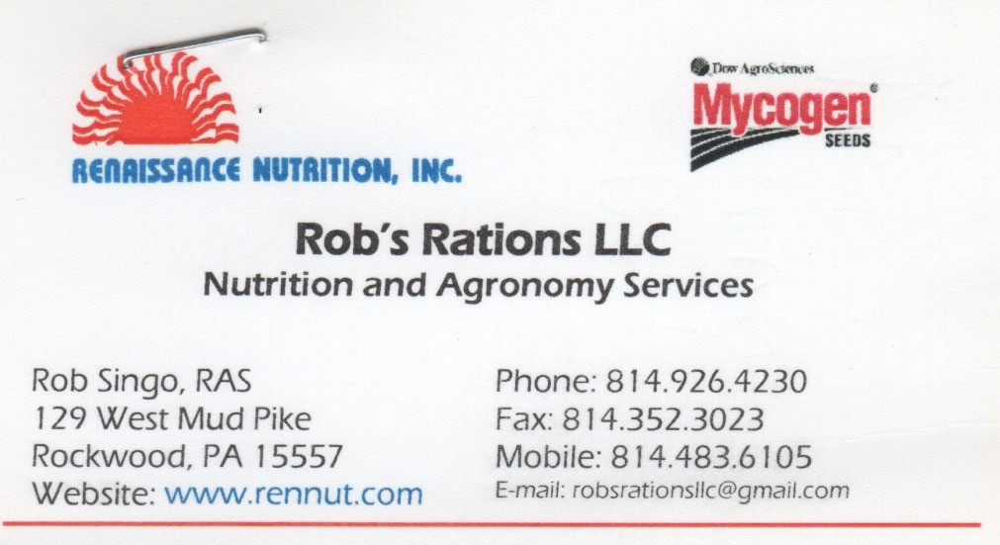 RENAISSANCE NUTRITION, INC.
Dow AgroSciences
Mycogen®
SEEDS
Rob's Rations LLC
Nutrition and Agronomy Services
Rob Singo, RAS
129 West Mud Pike
Rockwood, PA 15557
Website: www.rennut.com
Phone: 814.926.4230
Fax: 814.352.3023
Mobile: 814.483.6105
E-mail: robsrationsllc@gmail.com